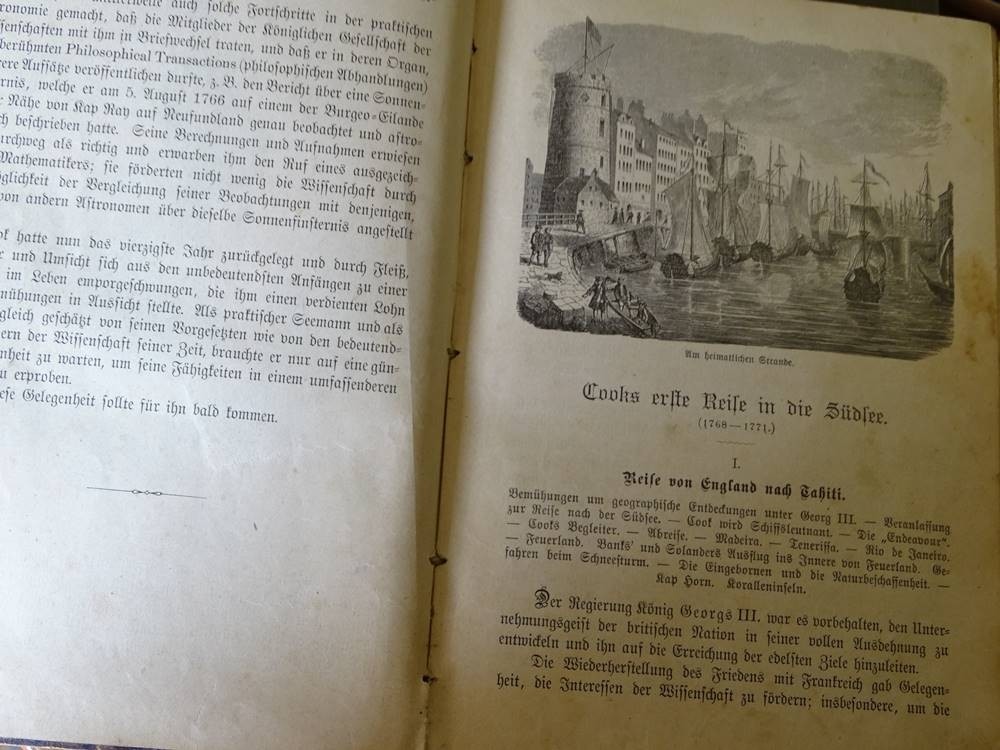 mittlerweile auch solche Fortschritte in der praktischen
ronomie gemacht, daß die Mitglieder der Königlichen Gesellschaft der
ssenschaften mit ihm in Briefwechsel traten, und daß er in deren Organ,
berühmten Philosophical Transactions (philosophischen Abhandlungen)
rere Aufsätze veröffentlichen durfte, z. B. den Bericht über eine Sonnen-
ernis, welche er am 5. August 1766 auf einem der Burgeo-Eilande
r Nähe von Kap Ray auf Neufundland genau beobachtet und astro-
ch beschrieben hatte. Seine Berechnungen und Aufnahmen erwiesen
urchweg als richtig und erwarben ihm den Ruf eines ausgezeich-
Mathematikers; sie förderten nicht wenig die Wissenschaft durch
öglichkeit der Vergleichung seiner Beobachtungen mit denjenigen,
von andern Astronomen über dieselbe Sonnenfinsternis angestellt
ok hatte nun das vierzigste Jahr zurückgelegt und durch Fleiß,
und Umsicht sich aus den unbedeutendsten Anfängen zu einer
im Leben emporgeschwungen, die ihm einen verdienten Lohn
mühungen in Aussicht stellte. Als praktischer Seemann und als
gleich geschätzt von seinen Vorgesetzten wie von den bedeutend-
ern der Wissenschaft seiner Zeit, brauchte er nur auf eine gün-
nheit zu warten, um seine Fähigkeiten in einem umfassenderen
u erproben.
ese Gelegenheit sollte für ihn bald kommen.
Am heimatlichen Strande.
Cooks erste Reise in die Südsee.
(1768—1771.)
I.
Reise von England nach Tahiti.
Bemühungen um geographische Entdeckungen unter Georg III. — Veranlassung
zur Reise nach der Südsee. — Cook wird Schiffsleutnant. — Die „Endeavour“.
— Cooks Begleiter. — Abreise. — Madeira. — Teneriffa. — Rio de Janeiro.
— Feuerland. Banks' und Solanders Ausflug ins Innere von Feuerland. Ge-
fahren beim Schneesturm. — Die Eingebornen und die Naturbeschaffenheit. —
Kap Horn. Koralleninseln.
Der Regierung König Georgs III. war es vorbehalten, den Unter-
nehmungsgeist der britischen Nation in seiner vollen Ausdehnung zu
entwickeln und ihn auf die Erreichung der edelsten Ziele hinzuleiten.
Die Wiederherstellung des Friedens mit Frankreich gab Gelegen-
heit, die Interessen der Wissenschaft zu fördern; insbesondere, um die